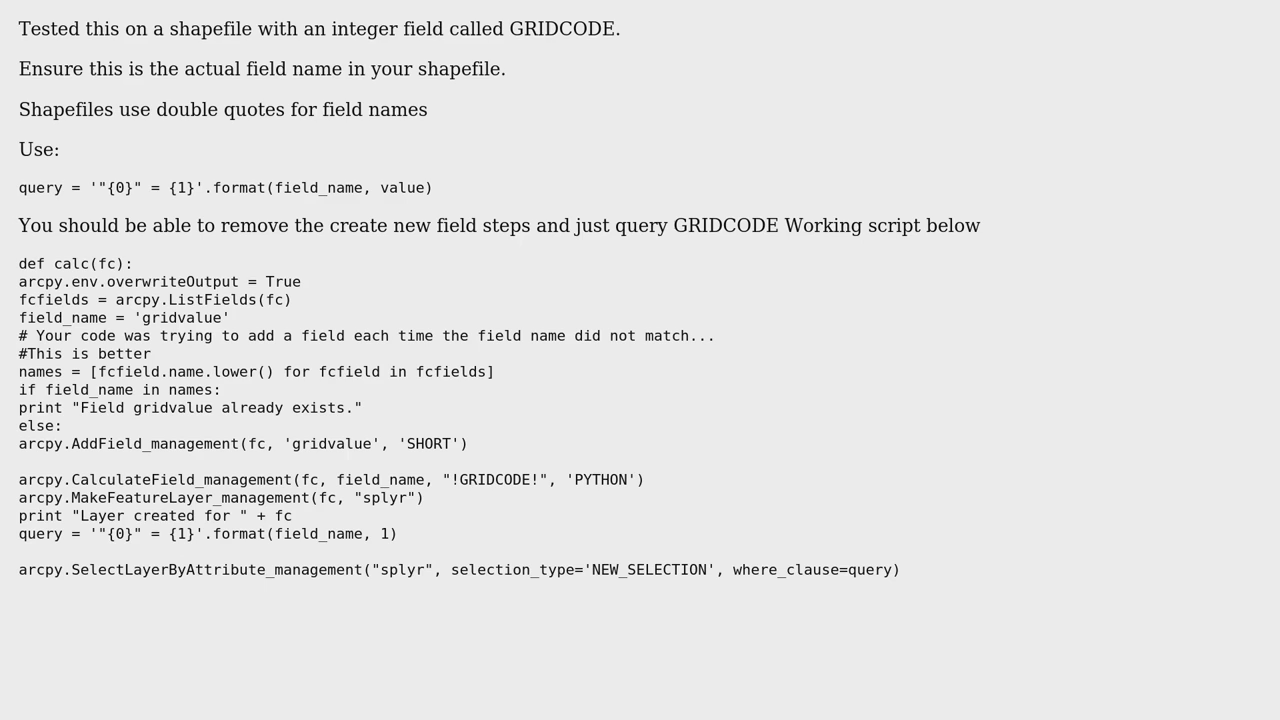 Tested this on a shapefile with an integer field called GRIDCODE.
Ensure this is the actual field name in your shapefile.
Shapefiles use double quotes for field names
Use:
query = '"{0}" = {1}'.format(field_name, value)
You should be able to remove the create new field steps and just query GRIDCODE Working script below
def calc(fc):
arcpy.env.overwriteOutput = True
fcfields = arcpy.ListFields(fc)
field_name = 'gridvalue'
# Your code was trying to add a field each time the field name did not match...
#This is better
names = [fcfield.name.lower() for fcfield in fcfields]
if field_name in names:
print "Field gridvalue already exists."
else:
arcpy.AddField_management(fc, 'gridvalue', 'SHORT')
arcpy.CalculateField_management(fc, field_name, "!GRIDCODE!", 'PYTHON')
arcpy.MakeFeatureLayer_management(fc, "splyr")
print "Layer created for " + fc
query = '"{0}" = {1}'.format(field_name, 1)
arcpy.SelectLayerByAttribute_management("splyr", selection_type='NEW_SELECTION', where_clause=query)